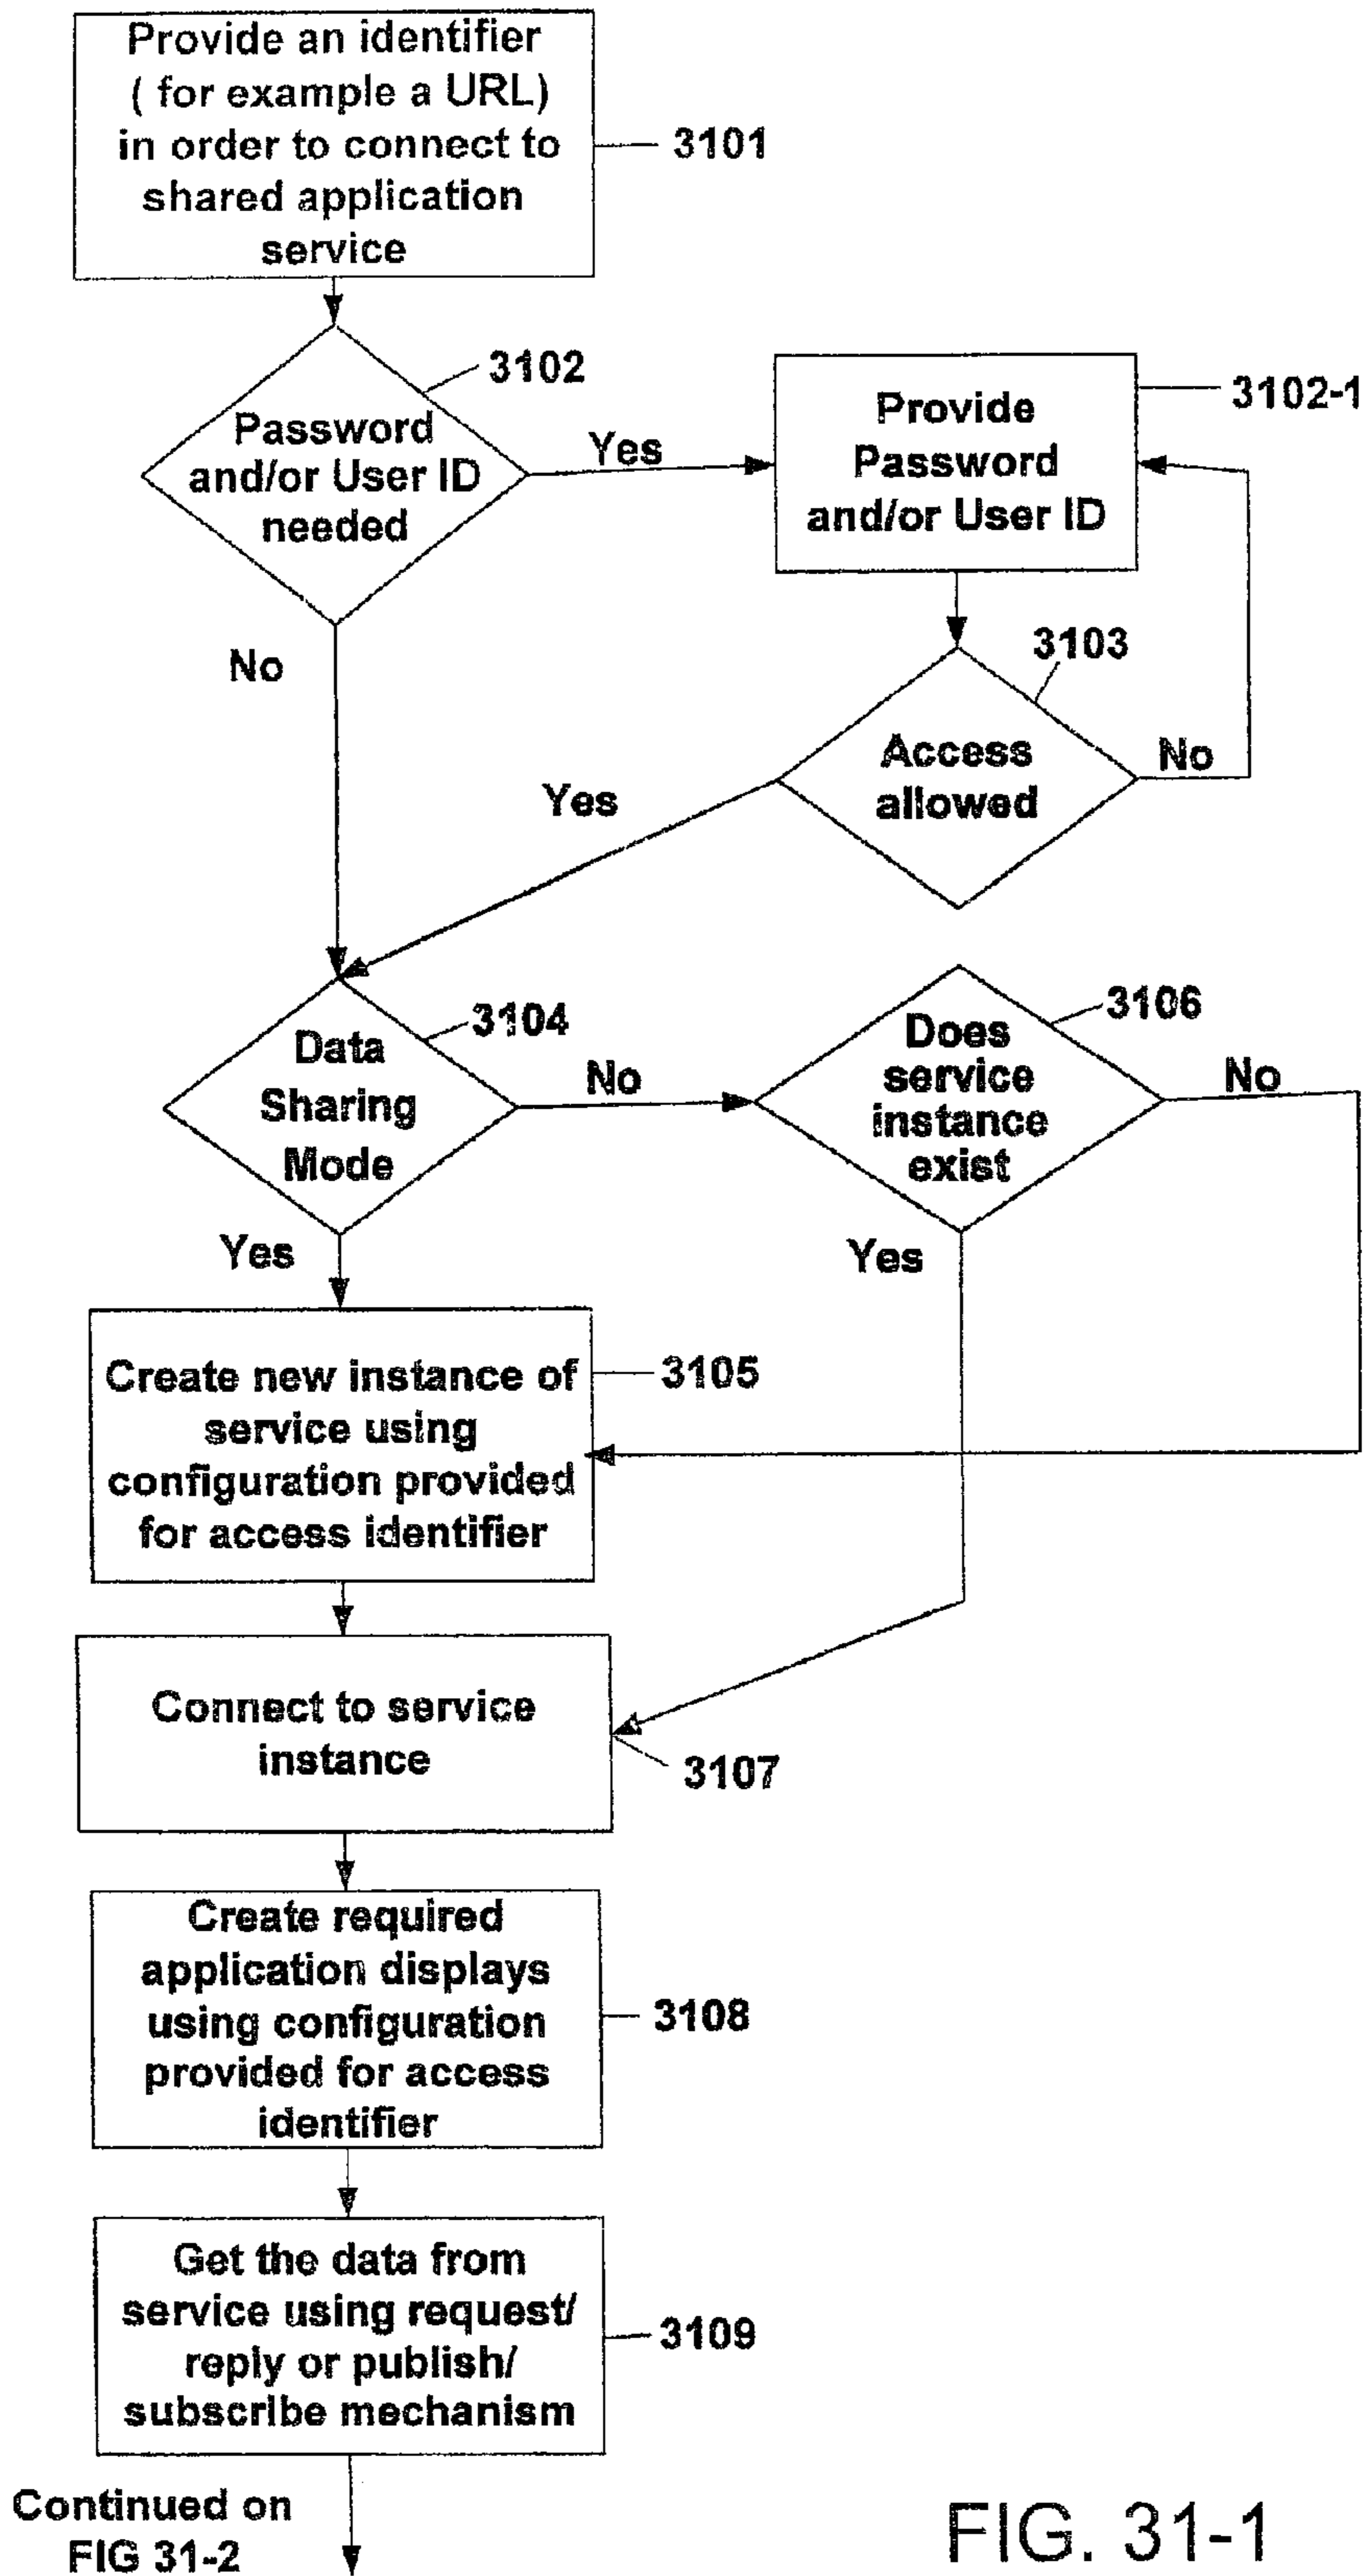 Provide an identifier
( for example a URL)
in order to connect to
shared application
service
3101
3102
Password
and/or User ID
needed
Yes
No
Provide
Password
and/or User ID
3102-1
3103
Access
allowed
No
Yes
3104
Data
Sharing
Mode
No
Yes
3106
Does
service
instance
exist
No
Yes
Create new instance of
service using
configuration provided
for access identifier
3105
Connect to service
instance
3107
Create required
application displays
using configuration
provided for access
identifier
3108
Get the data from
service using request/
reply or publish/
subscribe mechanism
3109
Continued on
FIG 31-2
FIG. 31-1